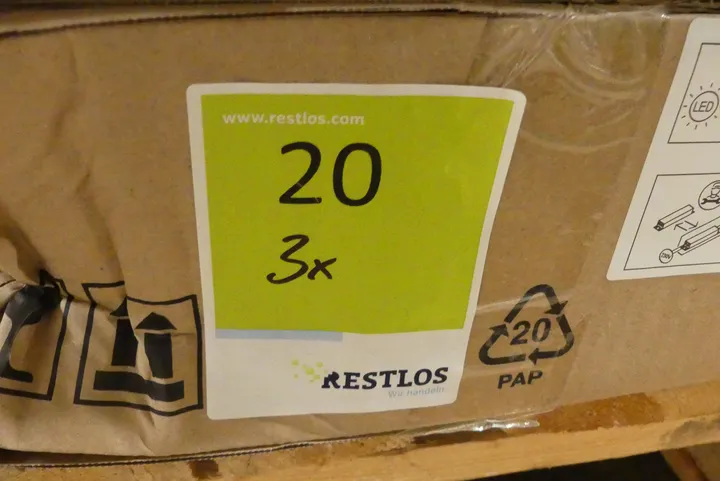 www.restlos.com
20
3x
RESTLOS
Wir handeln
20
PAP
LED